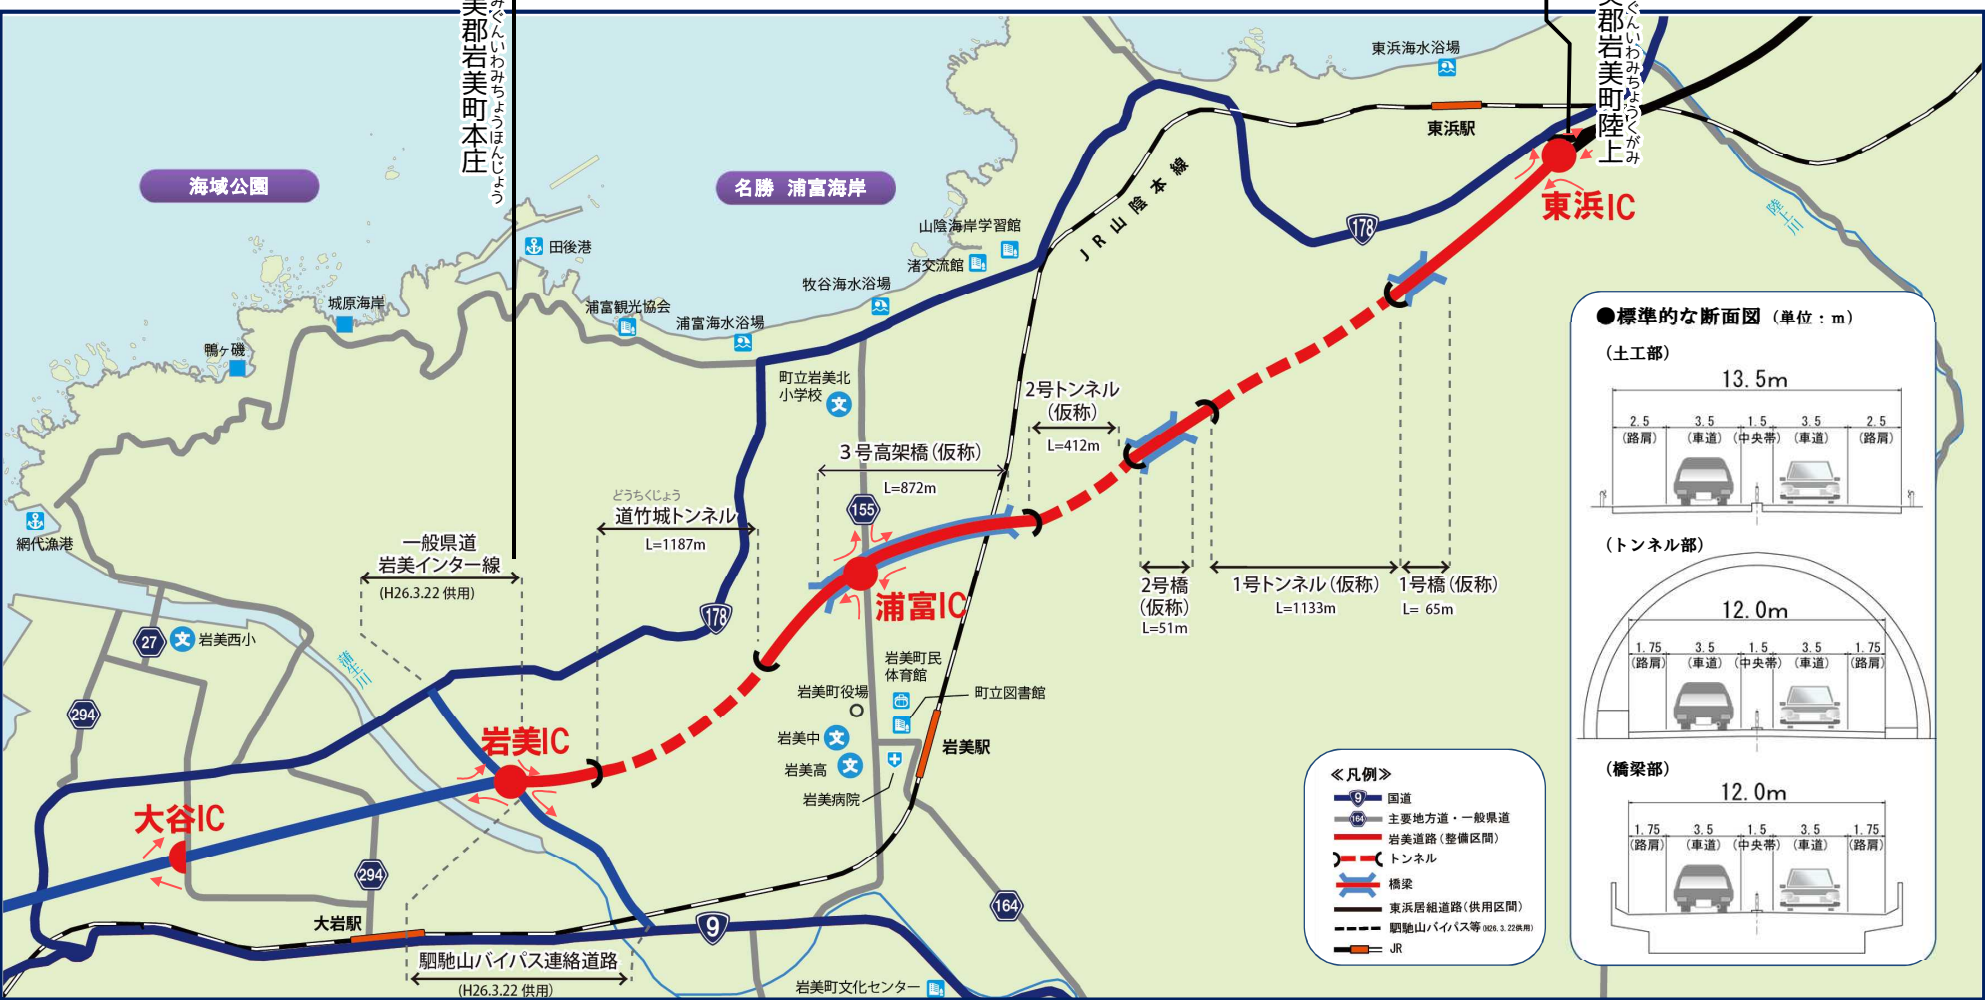 美郡岩美町本庄
みぐんいわみちょうほんじょう
郡岩美町陸上
ぐんいわみちょうくがみ
東浜海水浴場
東浜駅
海域公園
名勝 浦富海岸
東浜IC
178
陸上川
JR山陰本線
山陰海岸学習館
田後港
渚交流館
牧谷海水浴場
城原海岸
浦富観光協会
浦富海水浴場
鴨ヶ磯
町立岩美北
小学校
2号トンネル
(仮称)
L=412m
3号高架橋(仮称)
L=872m
どうちくじょう
道竹城トンネル
L=1187m
155
網代漁港
一般県道
岩美インター線
(H26.3.22 供用)
2号橋
(仮称)
L=51m
1号トンネル(仮称)
L=1133m
1号橋(仮称)
L= 65m
浦富IC
178
27
岩美西小
蒲生川
岩美町民
体育館
岩美町役場
町立図書館
294
岩美IC
岩美中
岩美駅
岩美高
岩美病院
大谷IC
294
164
大岩駅
9
駟馳山バイパス連絡道路
(H26.3.22 供用)
岩美町文化センター
≪凡例≫
9 国道
164 主要地方道・一般県道
岩美道路(整備区間)
トンネル
橋梁
東浜居組道路(供用区間)
駟馳山バイパス等(H26.3.22供用)
JR
●標準的な断面図(単位:m)
(土工部)
13.5m
2.5 3.5 1.5 3.5 2.5
(路肩) (車道) (中央帯) (車道) (路肩)
(トンネル部)
12.0m
1.75 3.5 1.5 3.5 1.75
(路肩) (車道) (中央帯) (車道) (路肩)
(橋梁部)
12.0m
1.75 3.5 1.5 3.5 1.75
(路肩) (車道) (中央帯) (車道) (路肩)